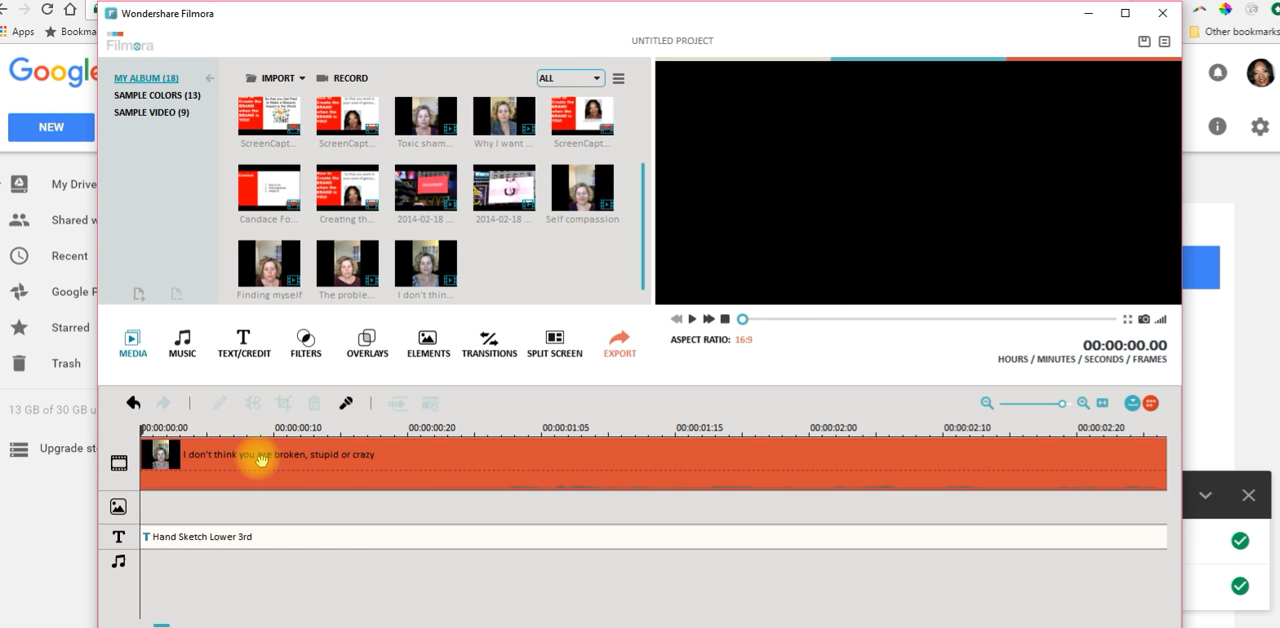 Wondershare Filmora
Apps
Bookma
Other bookmarks
Filmora
UNTITLED PROJECT
Google
NEW
My Drive
Shared w
Recent
Google P
Starred
Trash
13 GB of 30 GB u
Upgrade st
MY ALBUM (18)
SAMPLE COLORS (13)
SAMPLE VIDEO (9)
IMPORT
RECORD
ALL
ScreenCapt...
ScreenCapt...
Toxic sham...
Why I want ...
ScreenCapt...
Candace Fo...
Creating th...
2014-02-18 ...
2014-02-18 ...
Self compassion
Finding myself
The proble...
I don't thin...
MEDIA
MUSIC
TEXT/CREDIT
FILTERS
OVERLAYS
ELEMENTS
TRANSITIONS
SPLIT SCREEN
EXPORT
ASPECT RATIO: 16:9
00:00:00.00
HOURS / MINUTES / SECONDS / FRAMES
00:00:00:00
00:00:00:10
00:00:00:20
00:00:01:05
00:00:01:15
00:00:02:00
00:00:02:10
00:00:02:20
I don't think you are broken, stupid or crazy
T Hand Sketch Lower 3rd